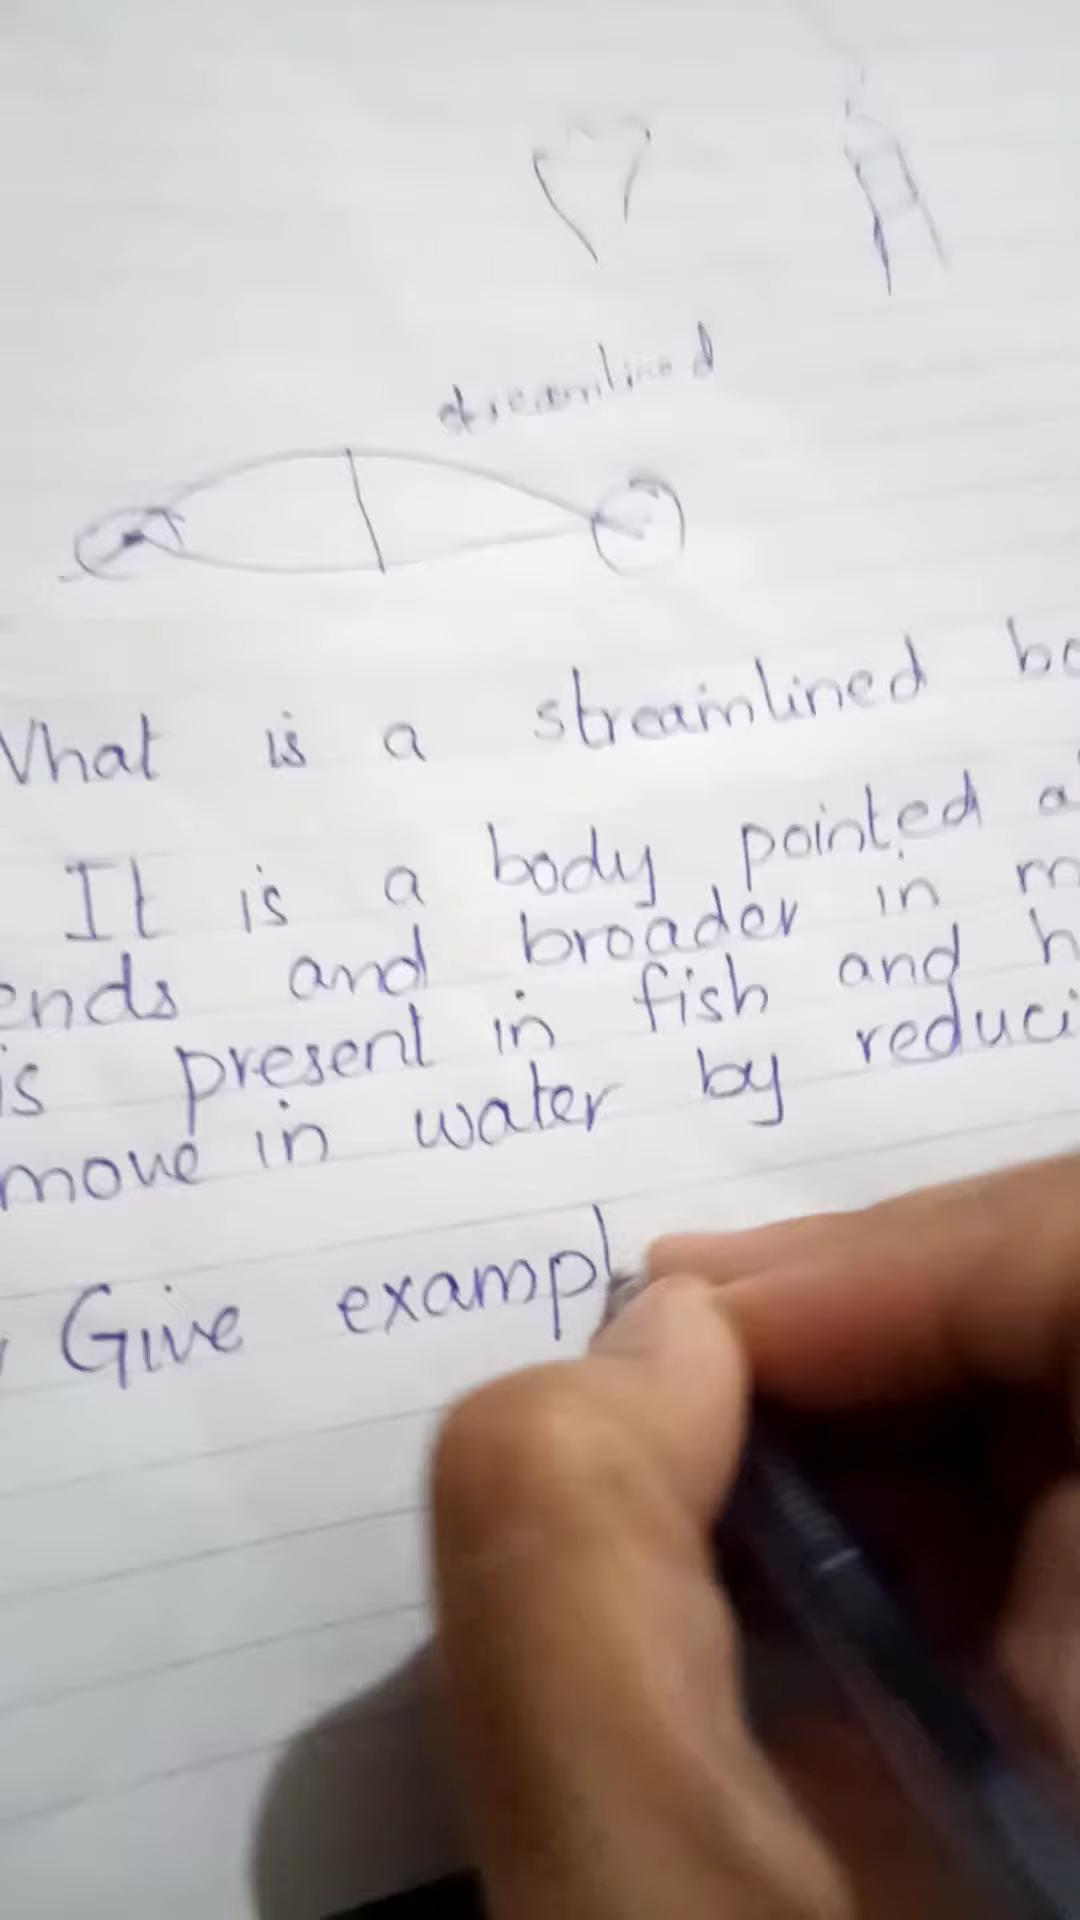 streamlined
What is a streamlined bo
It is a body pointed a
ends and broader in m
is present in fish and h
move in water by reduci
Give exampl